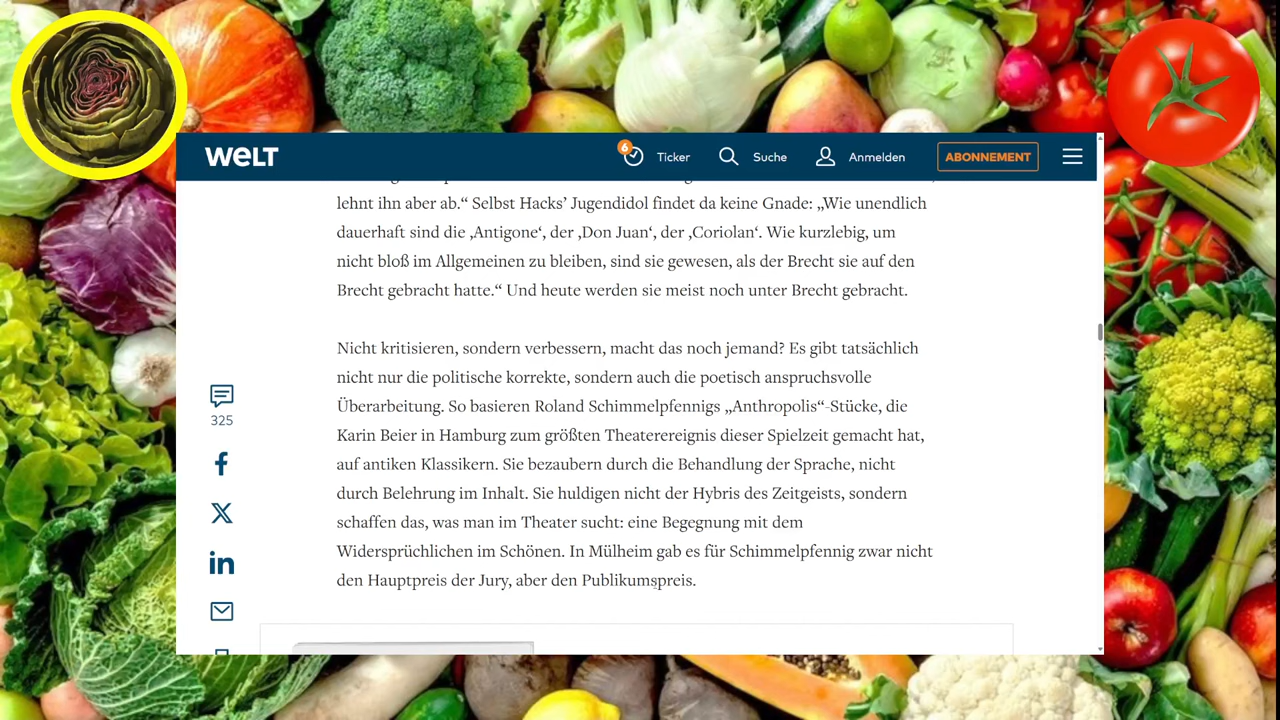 WELT
6
Ticker
Suche
Anmelden
ABONNEMENT
lehnt ihn aber ab.“ Selbst Hacks’ Jugendidol findet da keine Gnade: „Wie unendlich
dauerhaft sind die ‚Antigone‘, der ‚Don Juan‘, der ‚Coriolan‘. Wie kurzlebig, um
nicht bloß im Allgemeinen zu bleiben, sind sie gewesen, als der Brecht sie auf den
Brecht gebracht hatte.“ Und heute werden sie meist noch unter Brecht gebracht.
Nicht kritisieren, sondern verbessern, macht das noch jemand? Es gibt tatsächlich
nicht nur die politische korrekte, sondern auch die poetisch anspruchsvolle
Überarbeitung. So basieren Roland Schimmelpfennigs „Anthropolis“-Stücke, die
Karin Beier in Hamburg zum größten Theaterereignis dieser Spielzeit gemacht hat,
auf antiken Klassikern. Sie bezaubern durch die Behandlung der Sprache, nicht
durch Belehrung im Inhalt. Sie huldigen nicht der Hybris des Zeitgeists, sondern
schaffen das, was man im Theater sucht: eine Begegnung mit dem
Widersprüchlichen im Schönen. In Mülheim gab es für Schimmelpfennig zwar nicht
den Hauptpreis der Jury, aber den Publikumspreis.
325